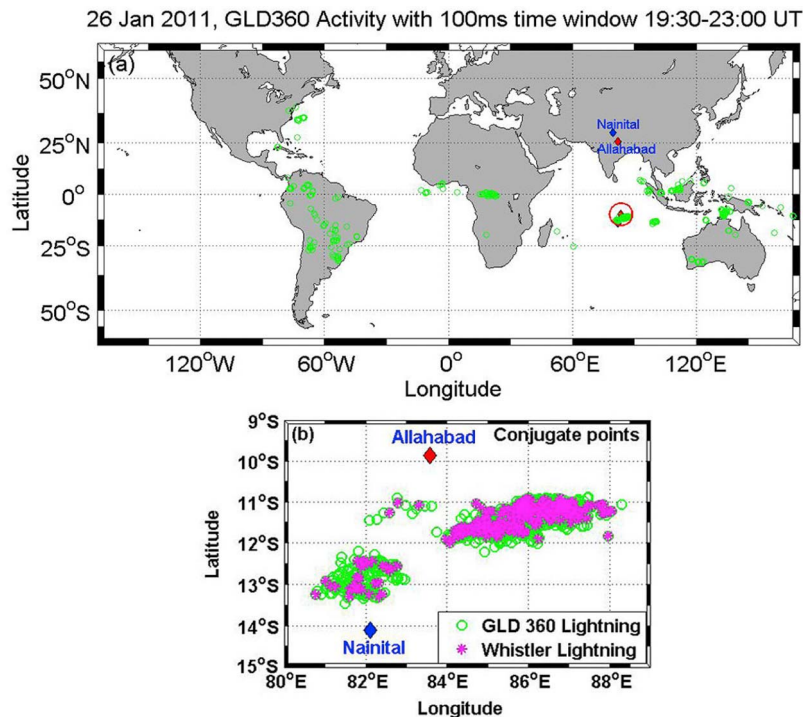 26 Jan 2011, GLD360 Activity with 100ms time window 19:30-23:00 UT
(a)
50°N
25°N
0°
25°S
50°S
Latitude
Nainital
Allahabad
120°W
60°W
0°
60°E
120°E
Longitude
(b)
Allahabad
Conjugate points
9°S
10°S
11°S
12°S
13°S
14°S
15°S
Latitude
Nainital
GLD 360 Lightning
Whistler Lightning
80°E
82°E
84°E
86°E
88°E
Longitude